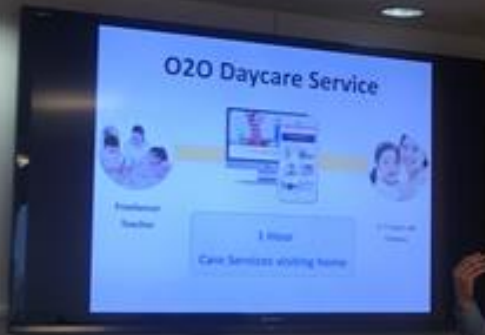 O2O Daycare Service
Freelancer
Teacher
1 Hour
Care Services visiting home